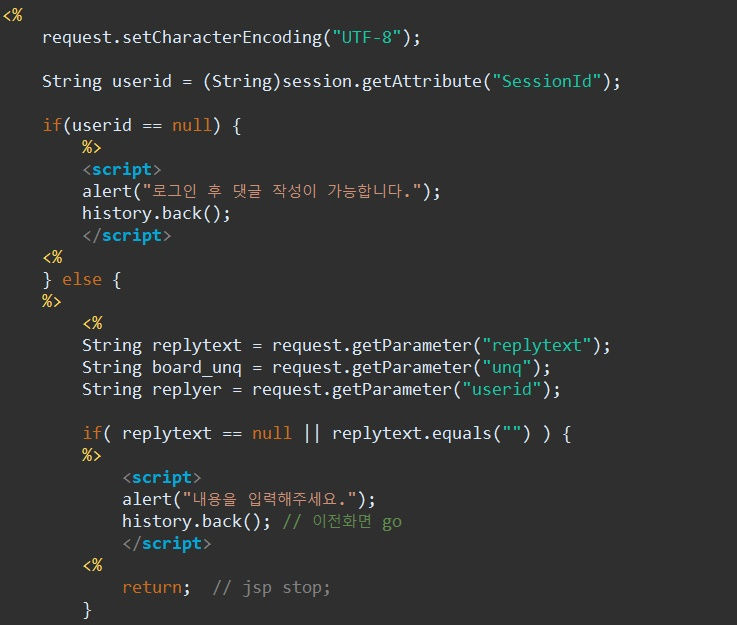 <%
request.setCharacterEncoding("UTF-8");
String userid = (String)session.getAttribute("SessionId");
if(userid == null) {
%>
<script>
alert("로그인 후 댓글 작성이 가능합니다.");
history.back();
</script>
<%
} else {
%>
<%
String replytext = request.getParameter("replytext");
String board_unq = request.getParameter("unq");
String replyer = request.getParameter("userid");
if( replytext == null || replytext.equals("") ) {
%>
<script>
alert("내용을 입력해주세요.");
history.back(); // 이전화면 go
</script>
<%
return;  // jsp stop;
}